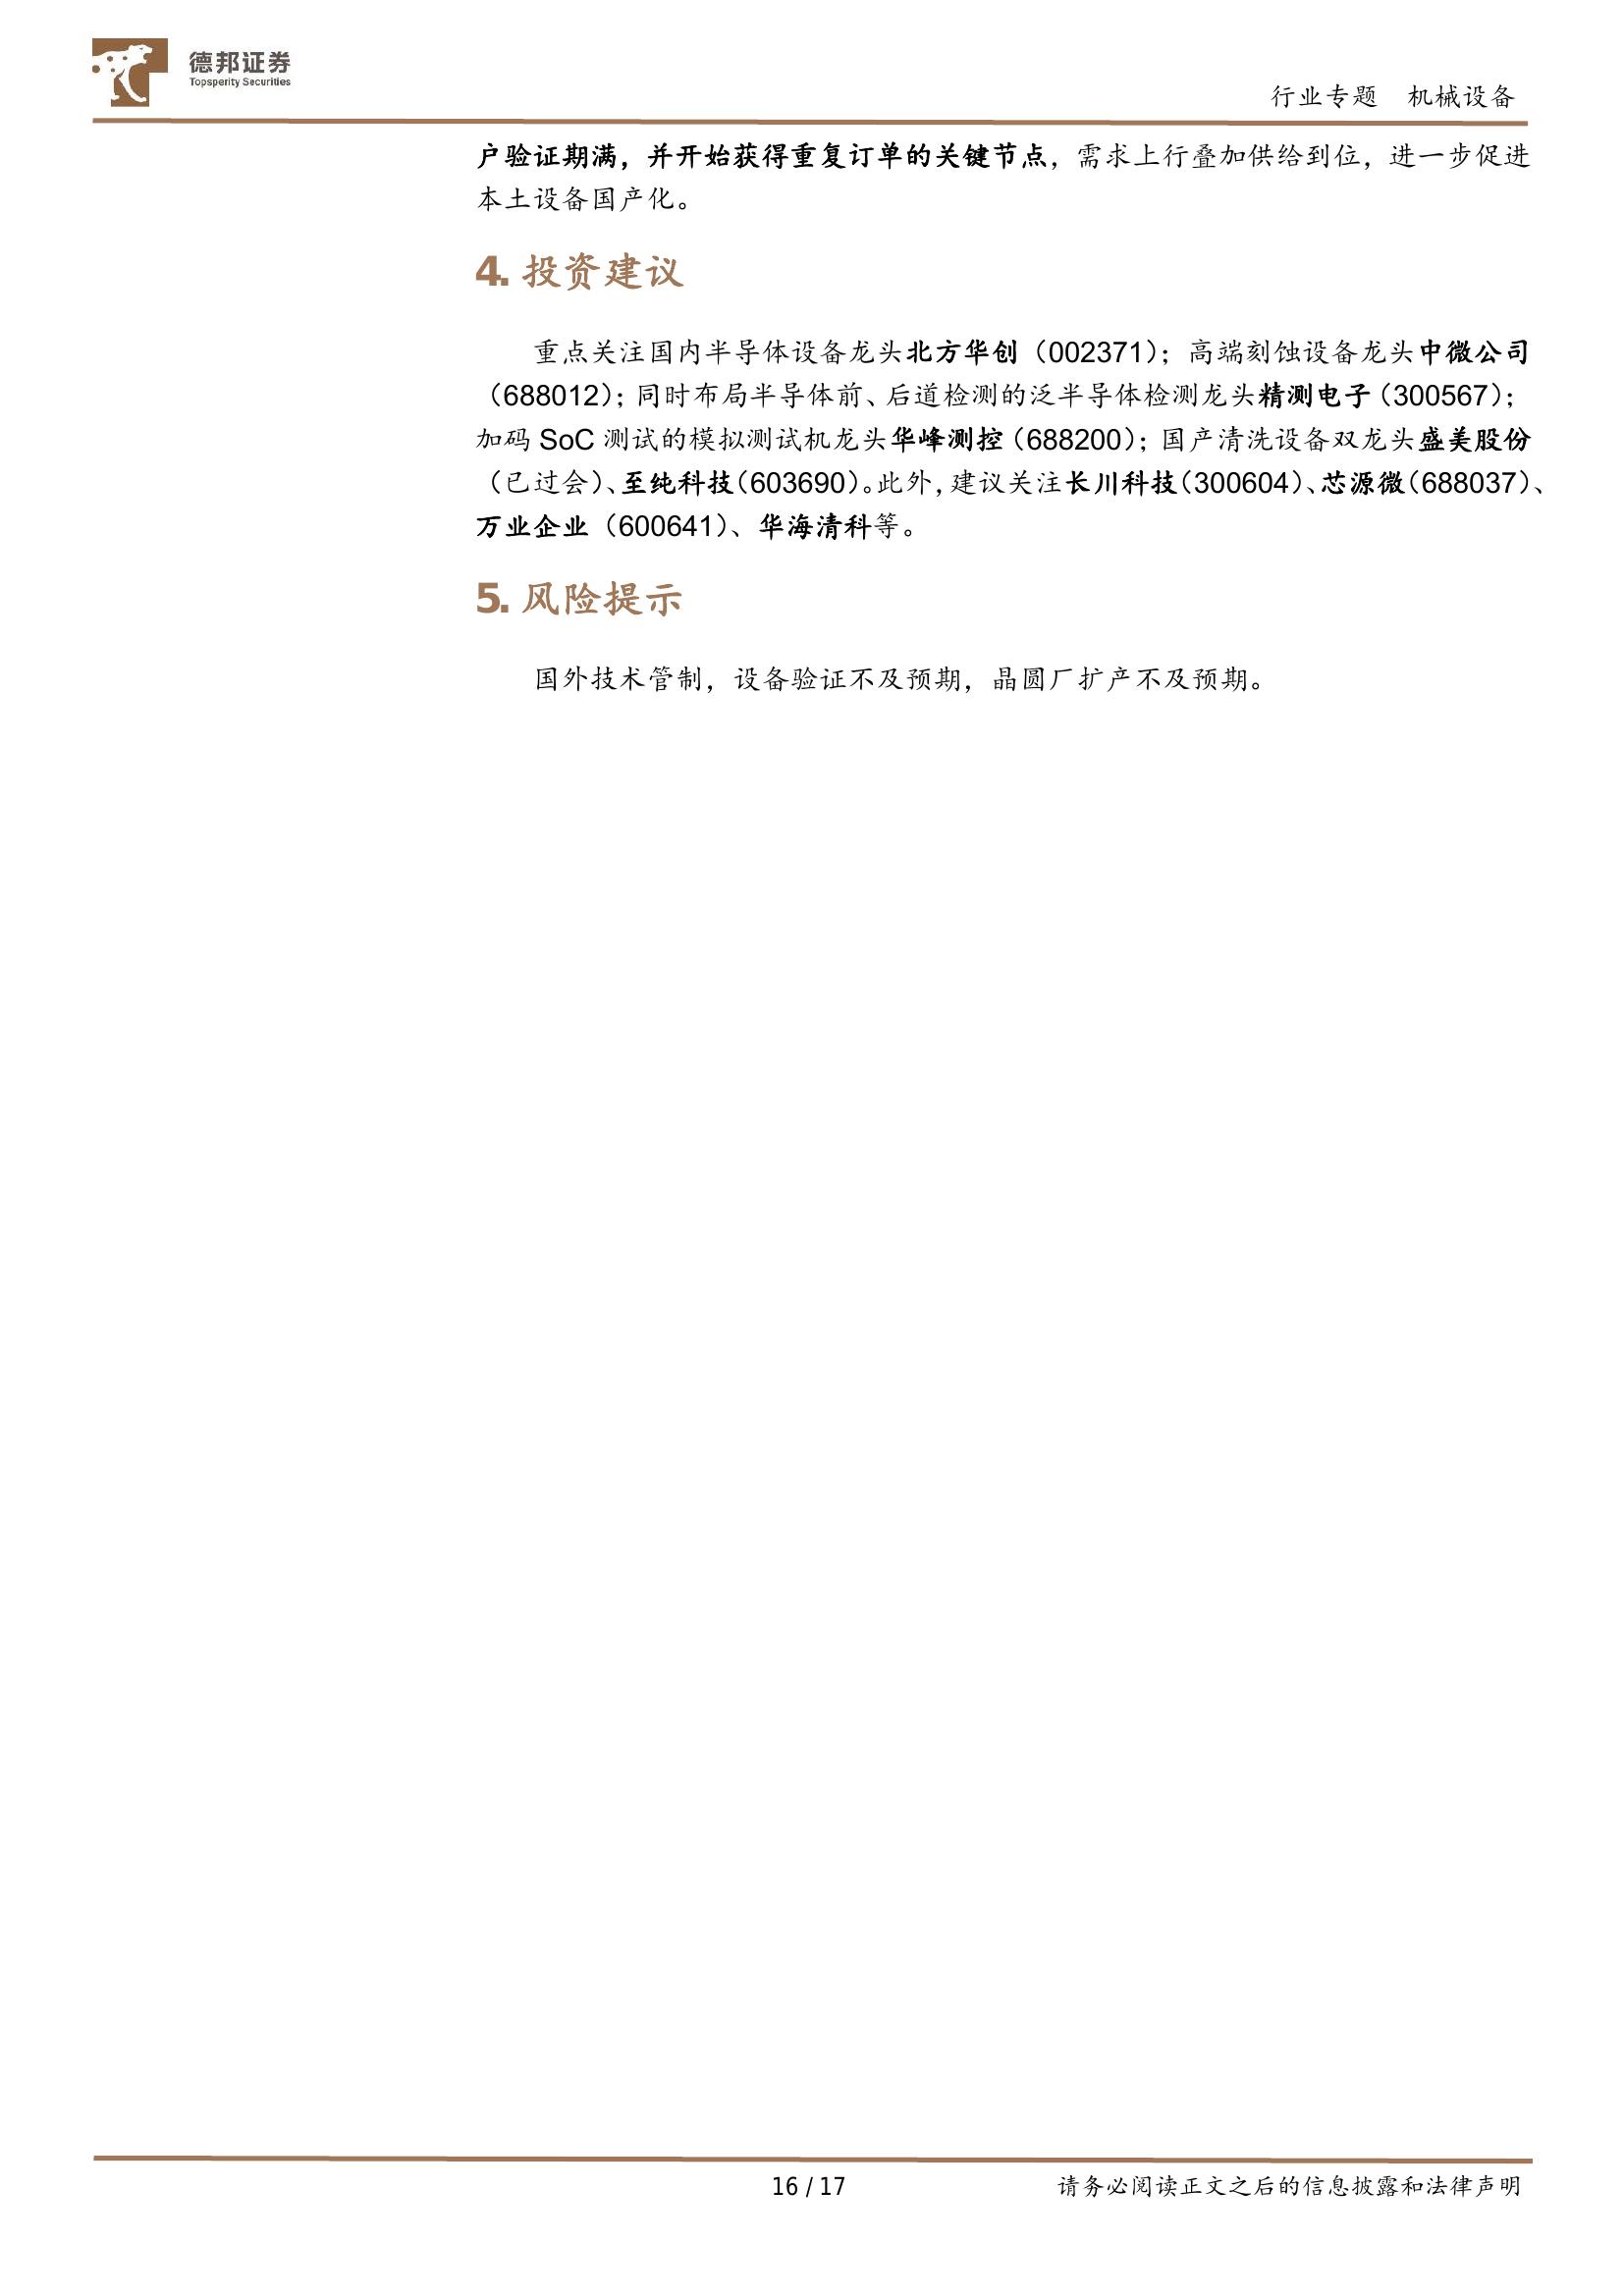 德邦证券
Topsperity Securities
行业专题　机械设备
户验证期满，并开始获得重复订单的关键节点，需求上行叠加供给到位，进一步促进
本土设备国产化。
4. 投资建议
重点关注国内半导体设备龙头北方华创（002371）；高端刻蚀设备龙头中微公司
（688012）；同时布局半导体前、后道检测的泛半导体检测龙头精测电子（300567）；
加码 SoC 测试的模拟测试机龙头华峰测控（688200）；国产清洗设备双龙头盛美股份
（已过会）、至纯科技（603690）。此外，建议关注长川科技（300604）、芯源微（688037）、
万业企业（600641）、华海清科等。
5. 风险提示
国外技术管制，设备验证不及预期，晶圆厂扩产不及预期。
16 / 17
请务必阅读正文之后的信息披露和法律声明